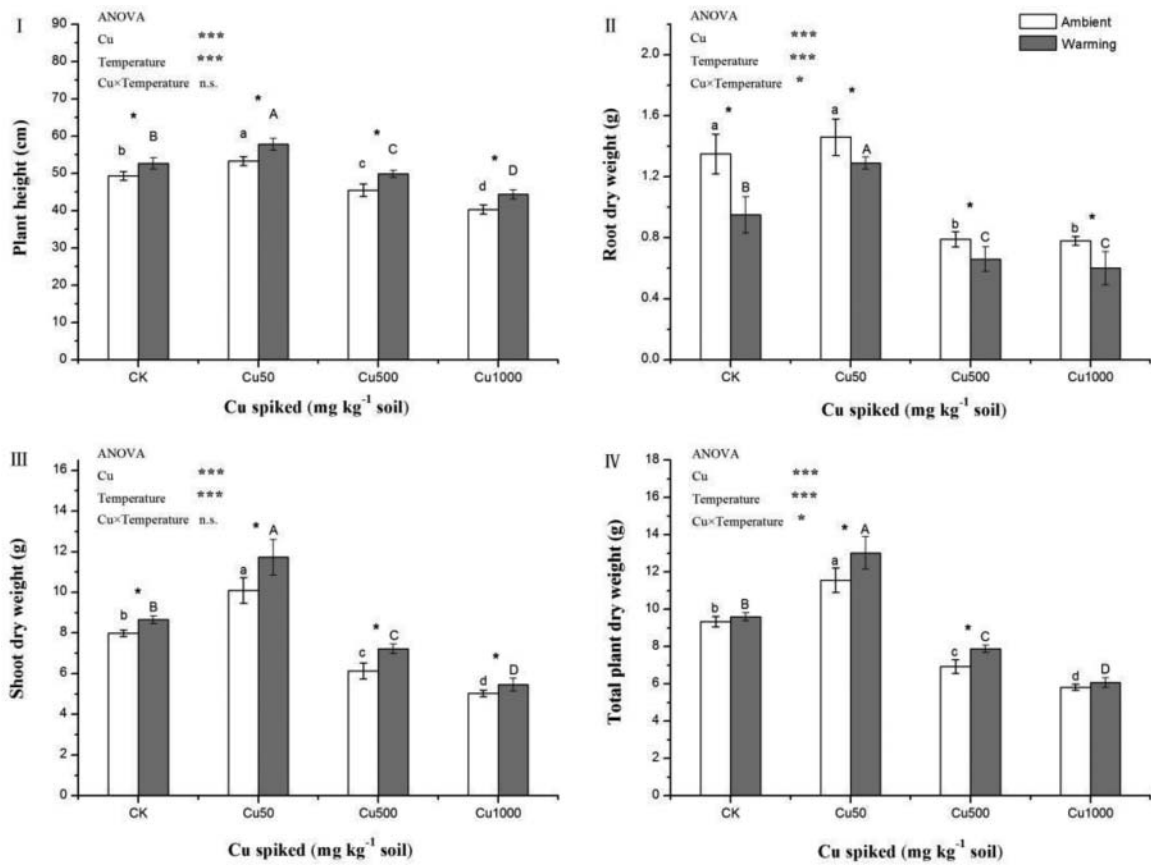 I
ANOVA
Cu ***
Temperature ***
Cu×Temperature n.s.
90
80
70
60
50
40
30
20
10
0
Plant height (cm)
*
b B
*
a A
*
c C
*
d D
CK Cu50 Cu500 Cu1000
Cu spiked (mg kg⁻¹ soil)
II
ANOVA
Cu ***
Temperature ***
Cu×Temperature *
Ambient
Warming
2.0
1.6
1.2
0.8
0.4
0.0
Root dry weight (g)
*
a B
*
a A
*
b C
*
b C
CK Cu50 Cu500 Cu1000
Cu spiked (mg kg⁻¹ soil)
III
ANOVA
Cu ***
Temperature ***
Cu×Temperature n.s.
16
14
12
10
8
6
4
2
0
Shoot dry weight (g)
*
b B
*
a A
*
c C
*
d D
CK Cu50 Cu500 Cu1000
Cu spiked (mg kg⁻¹ soil)
IV
ANOVA
Cu ***
Temperature ***
Cu×Temperature *
18
16
14
12
10
8
6
4
2
0
Total plant dry weight (g)
b B
*
a A
*
c C
d D
CK Cu50 Cu500 Cu1000
Cu spiked (mg kg⁻¹ soil)